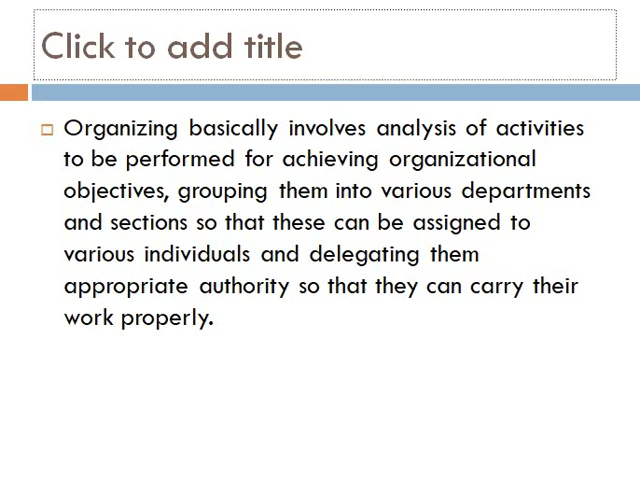 Click to add title
Organizing basically involves analysis of activities
to be performed for achieving organizational
objectives, grouping them into various departments
and sections so that these can be assigned to
various individuals and delegating them
appropriate authority so that they can carry their
work properly.